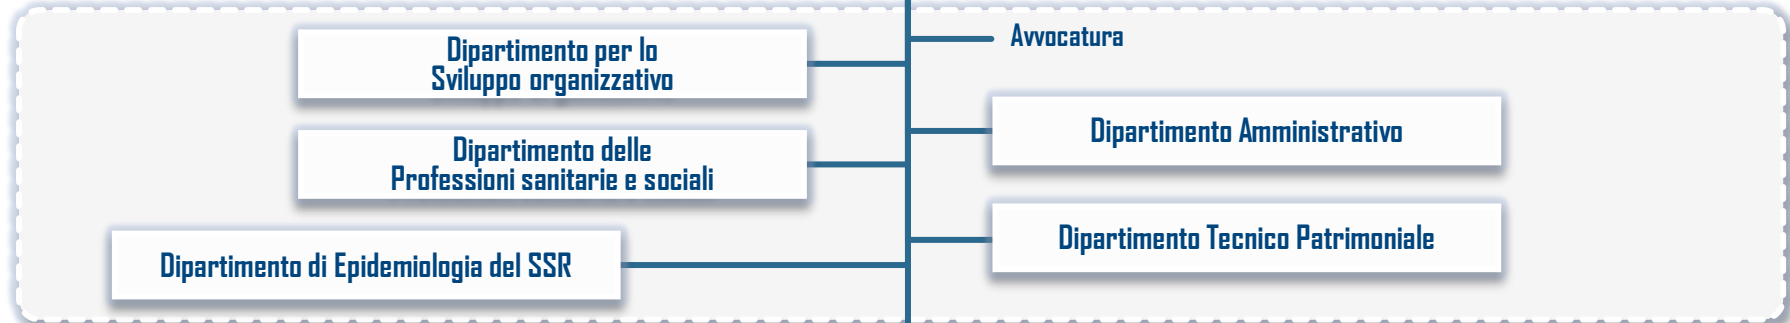 Dipartimento per lo
Sviluppo organizzativo
Dipartimento delle
Professioni sanitarie e sociali
Dipartimento di Epidemiologia del SSR
Avvocatura
Dipartimento Amministrativo
Dipartimento Tecnico Patrimoniale